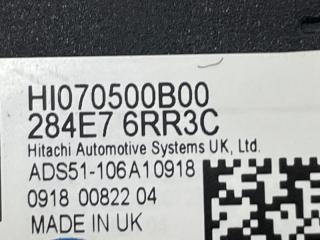 HI070500B00
284E7 6RR3C
Hitachi Automotive Systems UK, Ltd.
ADS51-106A10918
0918 00822 04
MADE IN UK